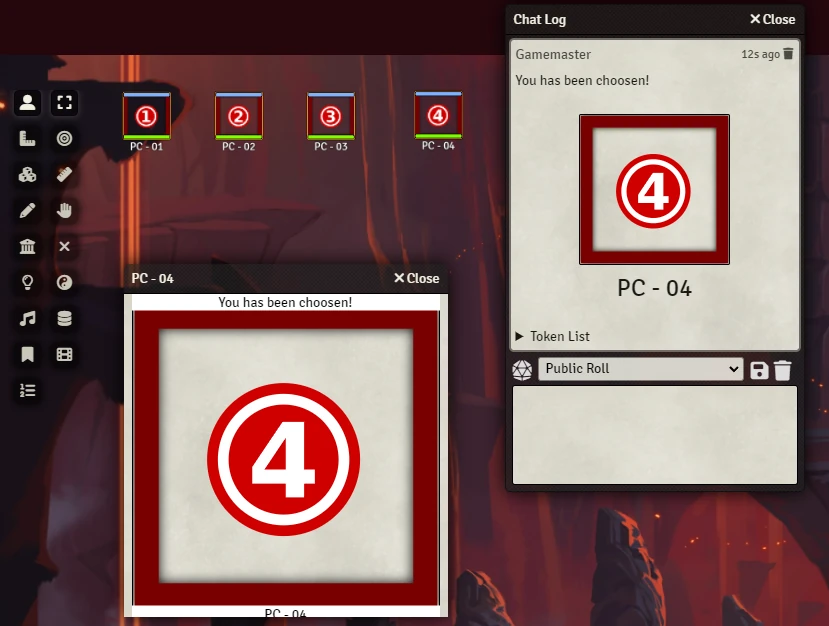 Chat Log
Close
Gamemaster
12s ago
You has been choosen!
4
PC - 04
Token List
Public Roll
1
2
3
4
PC - 01
PC - 02
PC - 03
PC - 04
PC - 04
Close
You has been choosen!
4
PC - 04